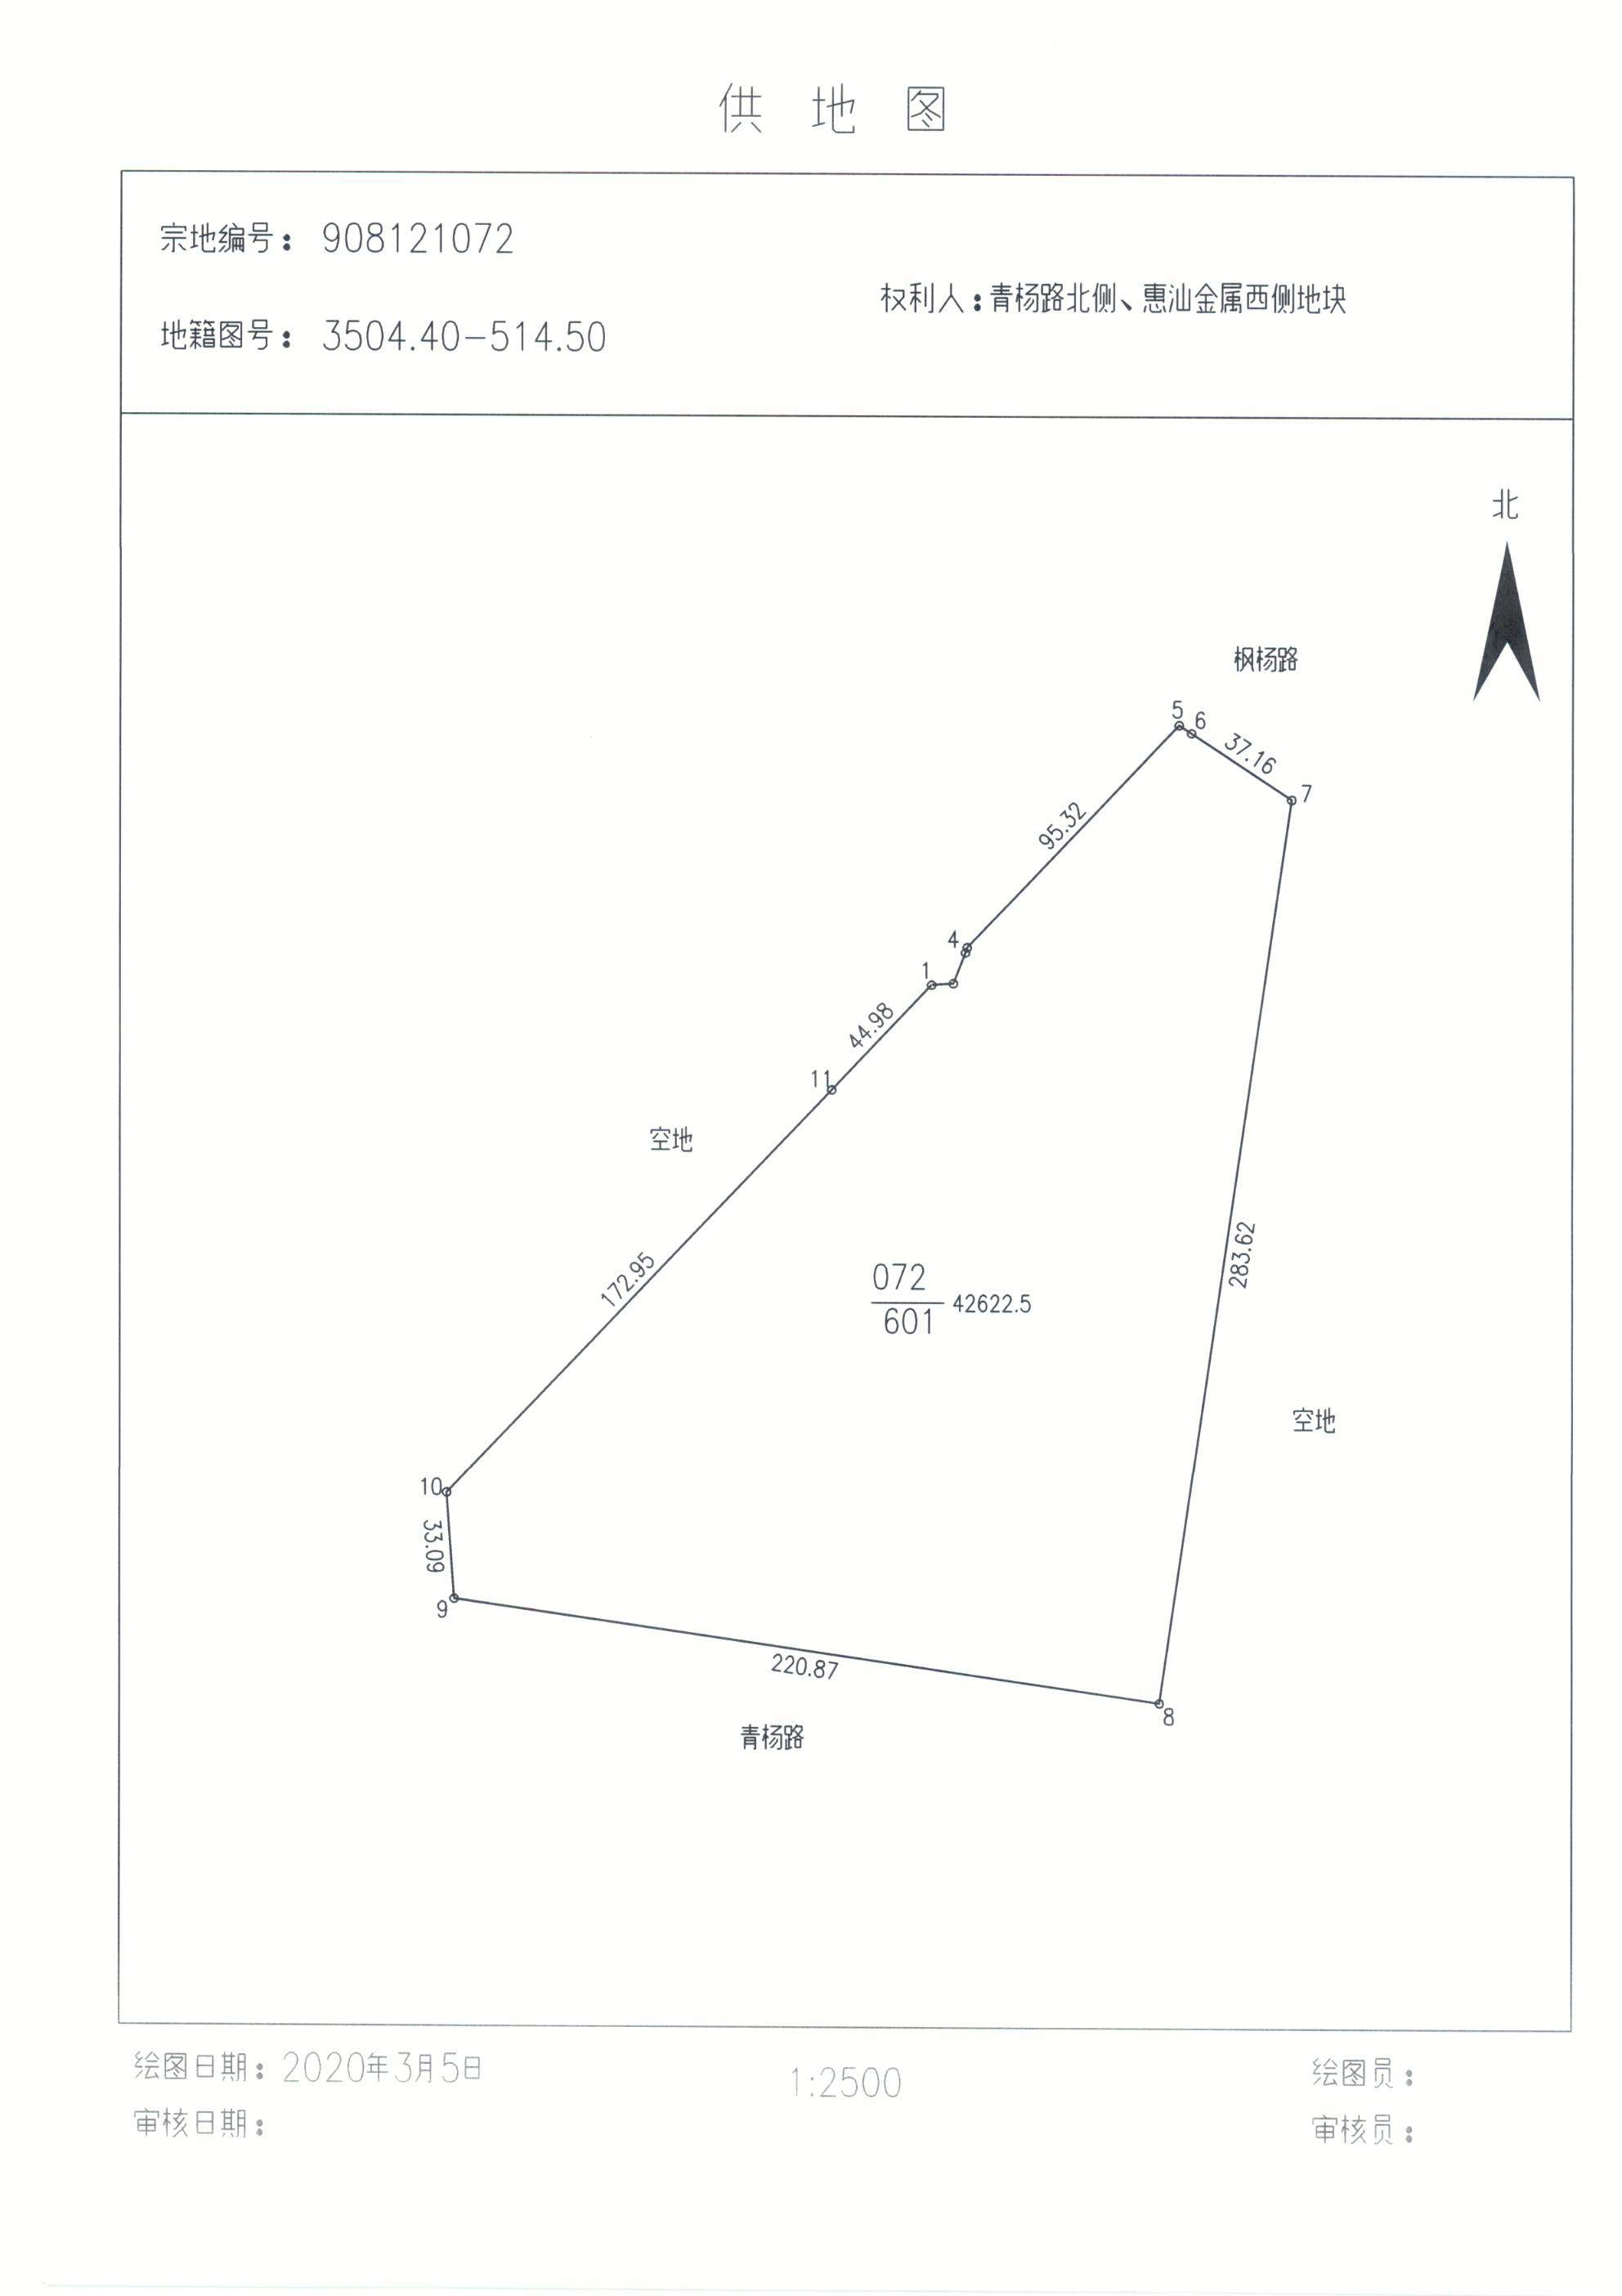 供 地 图
宗地编号：908121072
权利人：青杨路北侧、惠汕金属西侧地块
地籍图号：3504.40-514.50
北
枫杨路
5
6
37.16
7
95.32
4
1
44.98
11
空地
283.62
172.95
072
601
42622.5
空地
10
33.09
9
220.87
8
青杨路
绘图日期：2020年3月5日
1:2500
绘图员：
审核日期：
审核员：